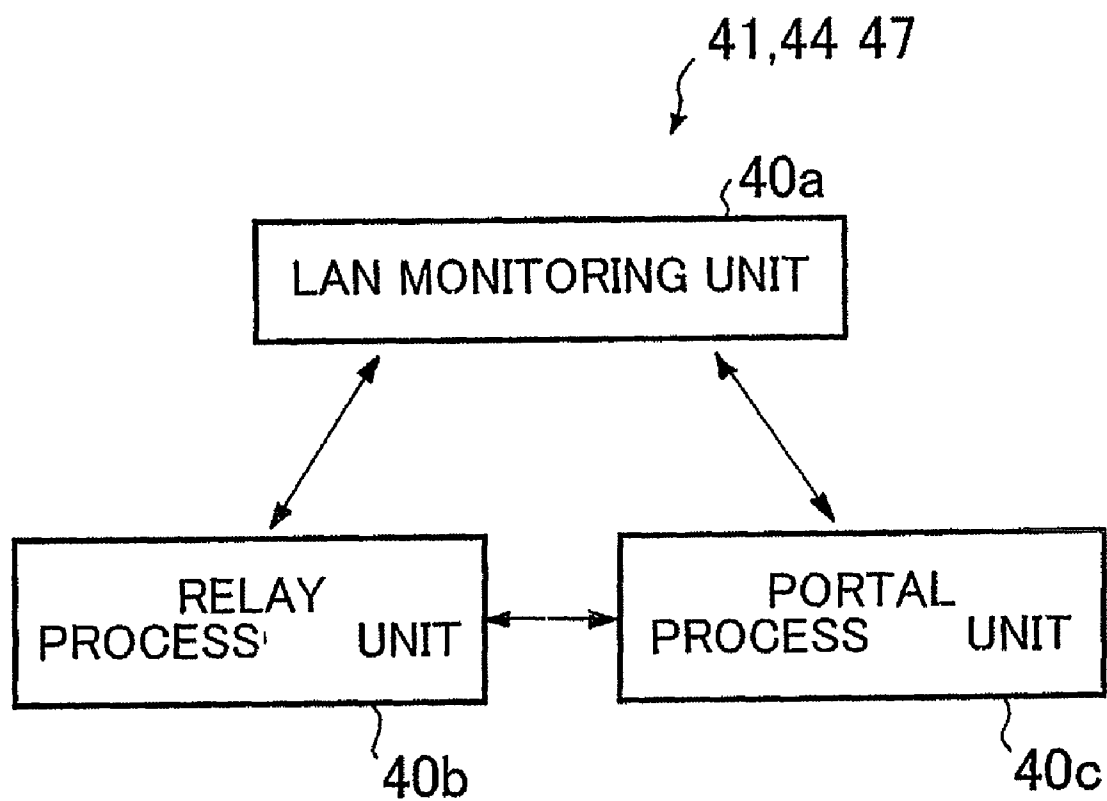 41,44 47
40a
LAN MONITORING UNIT
RELAY
PROCESS UNIT
PORTAL
PROCESS UNIT
40b
40c